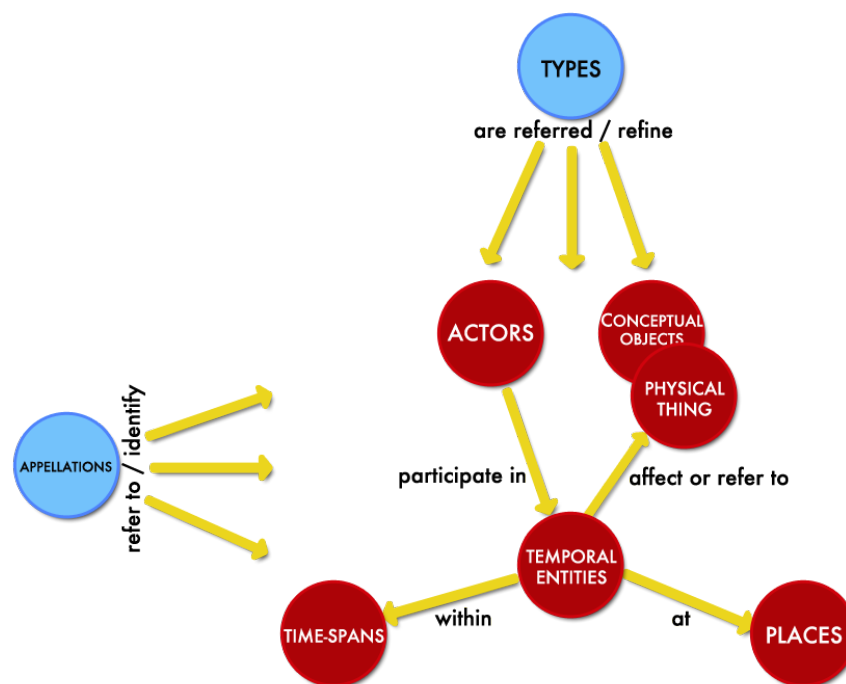 TYPES
are referred / refine
ACTORS
CONCEPTUAL
OBJECTS
PHYSICAL
THING
APPELLATIONS
refer to / identify
participate in
affect or refer to
TEMPORAL
ENTITIES
TIME-SPANS
within
at
PLACES